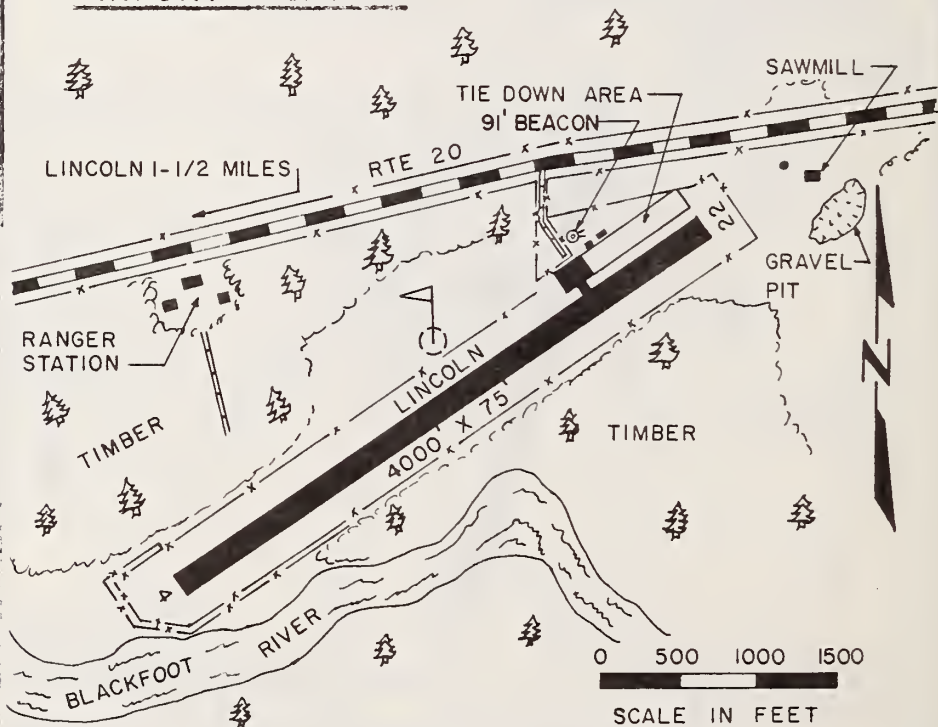 SAWMILL
TIE DOWN AREA
91' BEACON
LINCOLN 1-1/2 MILES
RTE 20
22
GRAVEL
PIT
N
RANGER
STATION
LINCOLN
4000 X 75
TIMBER
TIMBER
4
BLACKFOOT RIVER
0 500 1000 1500
SCALE IN FEET